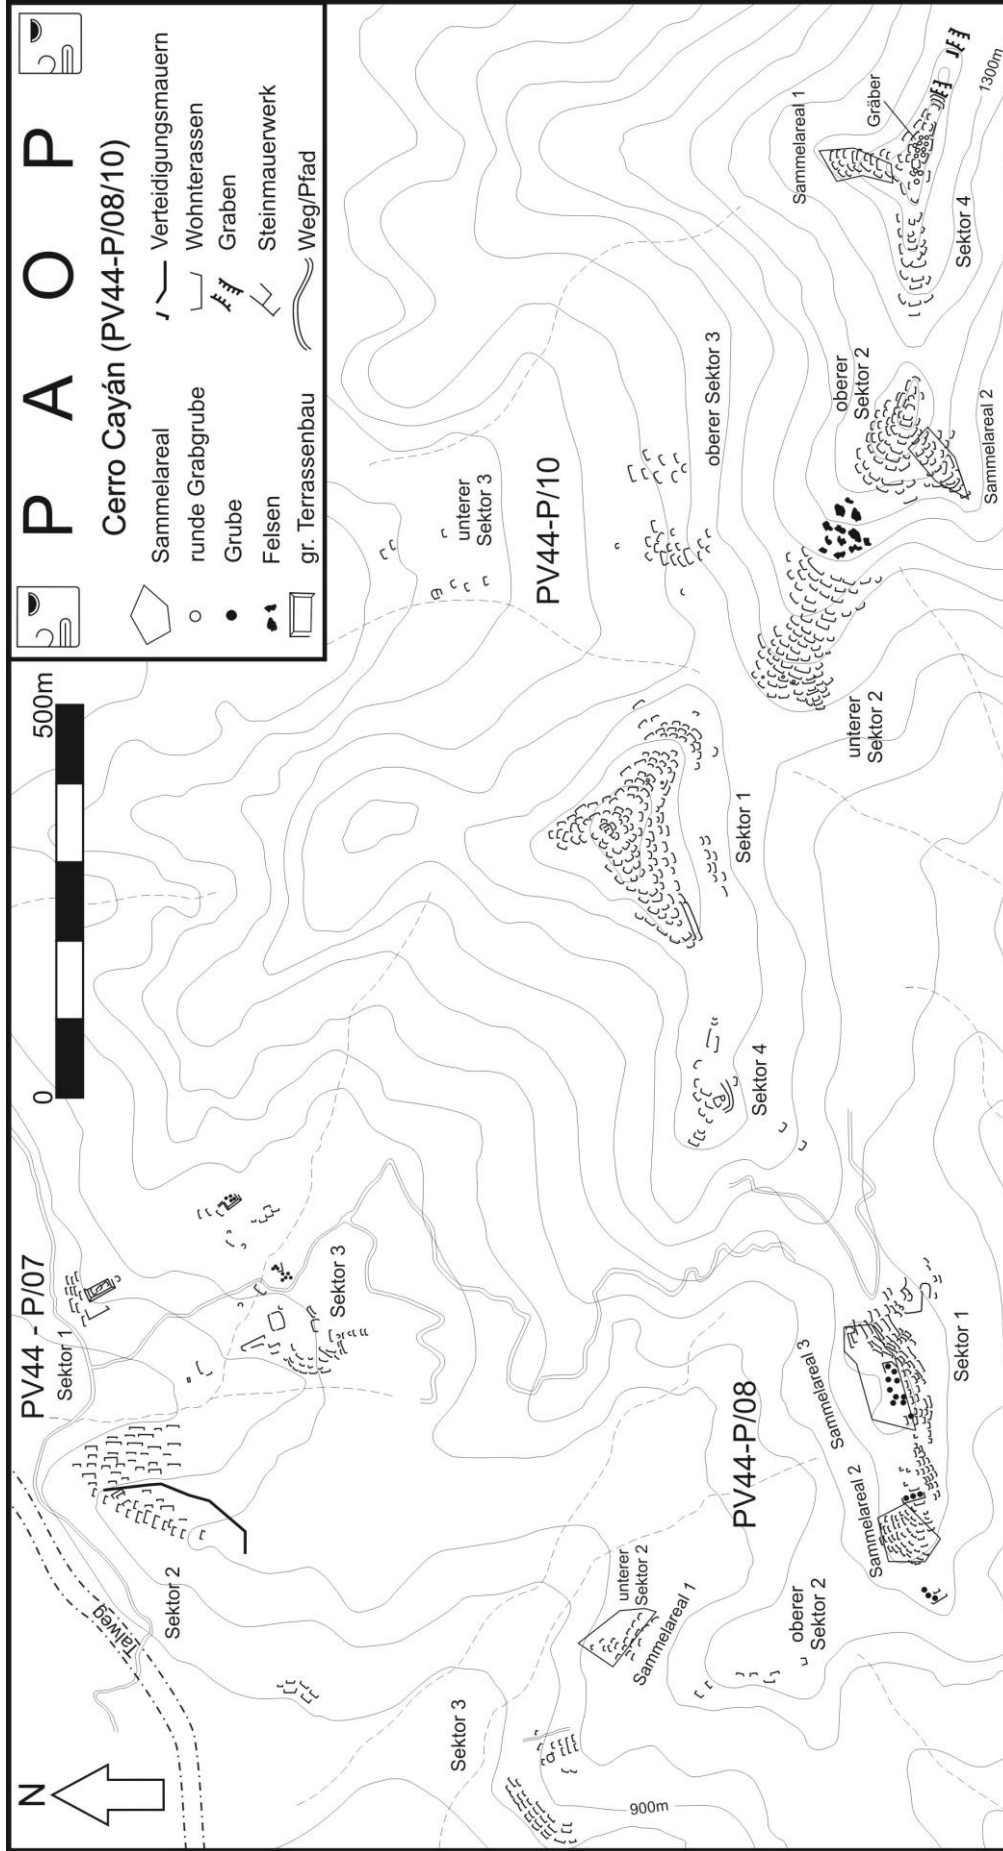 P A O P
Cerro Cayán (PV44-P/08/10)
Sammelareal
runde Grabgrube
Grube
Felsen
gr. Terrassenbau
Verteidigungsmauern
Wohnterrassen
Graben
Steinmauerwerk
Weg/Pfad
N
0
500m
Talweg
PV44 - P/07
Sektor 1
Sektor 2
Sektor 3
Sektor 3
unterer
Sektor 2
Sammelareal 1
oberer
Sektor 2
900m
PV44-P/08
Sammelareal 2
Sammelareal 3
Sektor 1
Sektor 4
Sektor 1
PV44-P/10
unterer
Sektor 3
oberer Sektor 3
unterer
Sektor 2
oberer
Sektor 2
Sammelareal 2
Sammelareal 1
Gräber
Sektor 4
1300m